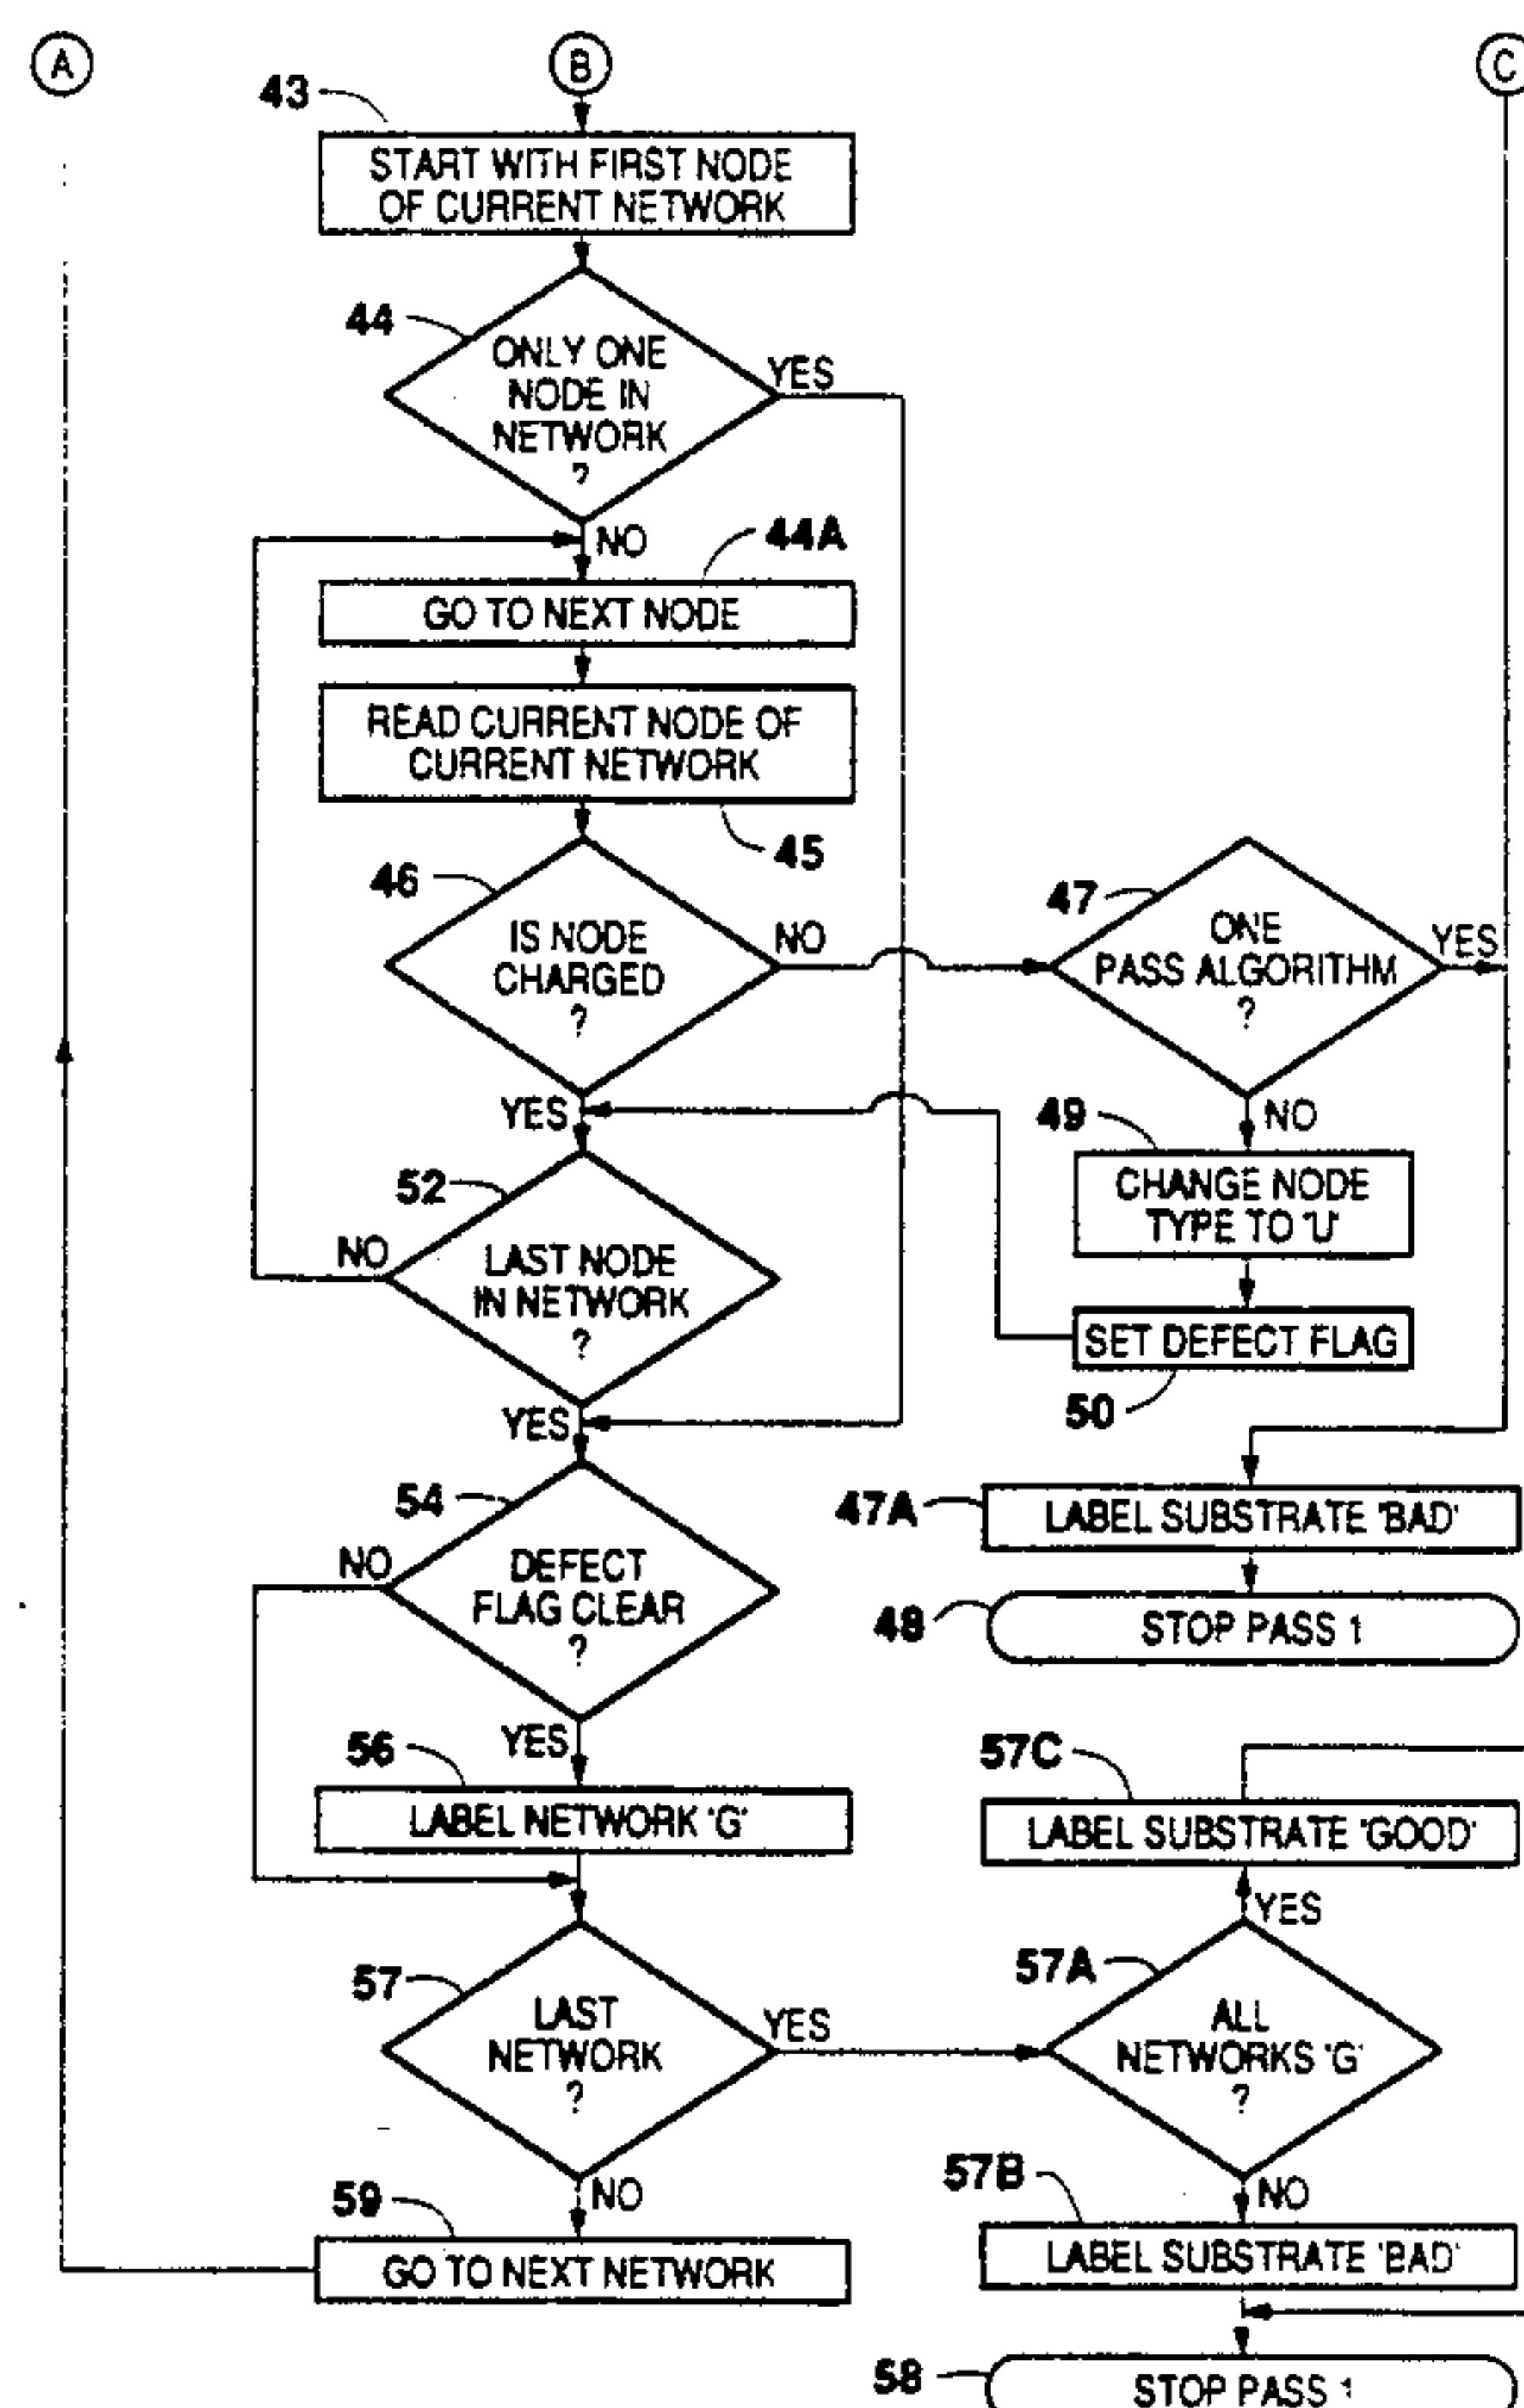 A
B
C
43
START WITH FIRST NODE
OF CURRENT NETWORK
44
ONLY ONE
NODE IN
NETWORK
?
YES
NO
44A
GO TO NEXT NODE
READ CURRENT NODE OF
CURRENT NETWORK
45
46
IS NODE
CHARGED
?
NO
47
ONE
PASS ALGORITHM
?
YES
YES
NO
49
CHANGE NODE
TYPE TO 'U'
52
LAST NODE
IN NETWORK
?
NO
SET DEFECT FLAG
50
YES
54
DEFECT
FLAG CLEAR
?
NO
47A
LABEL SUBSTRATE 'BAD'
48
STOP PASS 1
YES
56
LABEL NETWORK 'G'
57C
LABEL SUBSTRATE 'GOOD'
YES
57
LAST
NETWORK
?
YES
57A
ALL
NETWORKS 'G'
?
NO
59
GO TO NEXT NETWORK
57B
NO
LABEL SUBSTRATE 'BAD'
58
STOP PASS 1